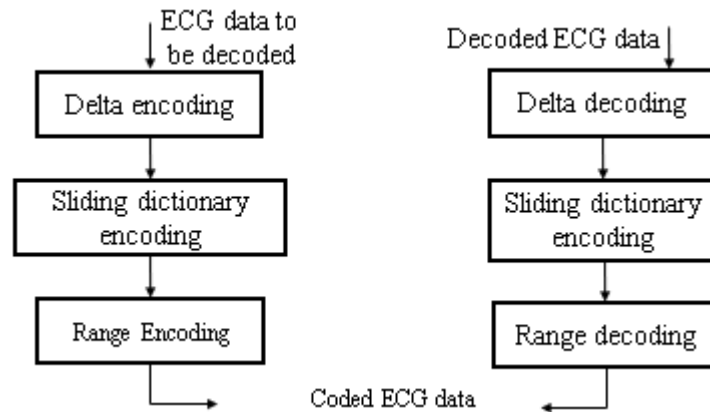 ECG data to
be decoded
Delta encoding
Sliding dictionary
encoding
Range Encoding
Decoded ECG data
Delta decoding
Sliding dictionary
encoding
Range decoding
Coded ECG data